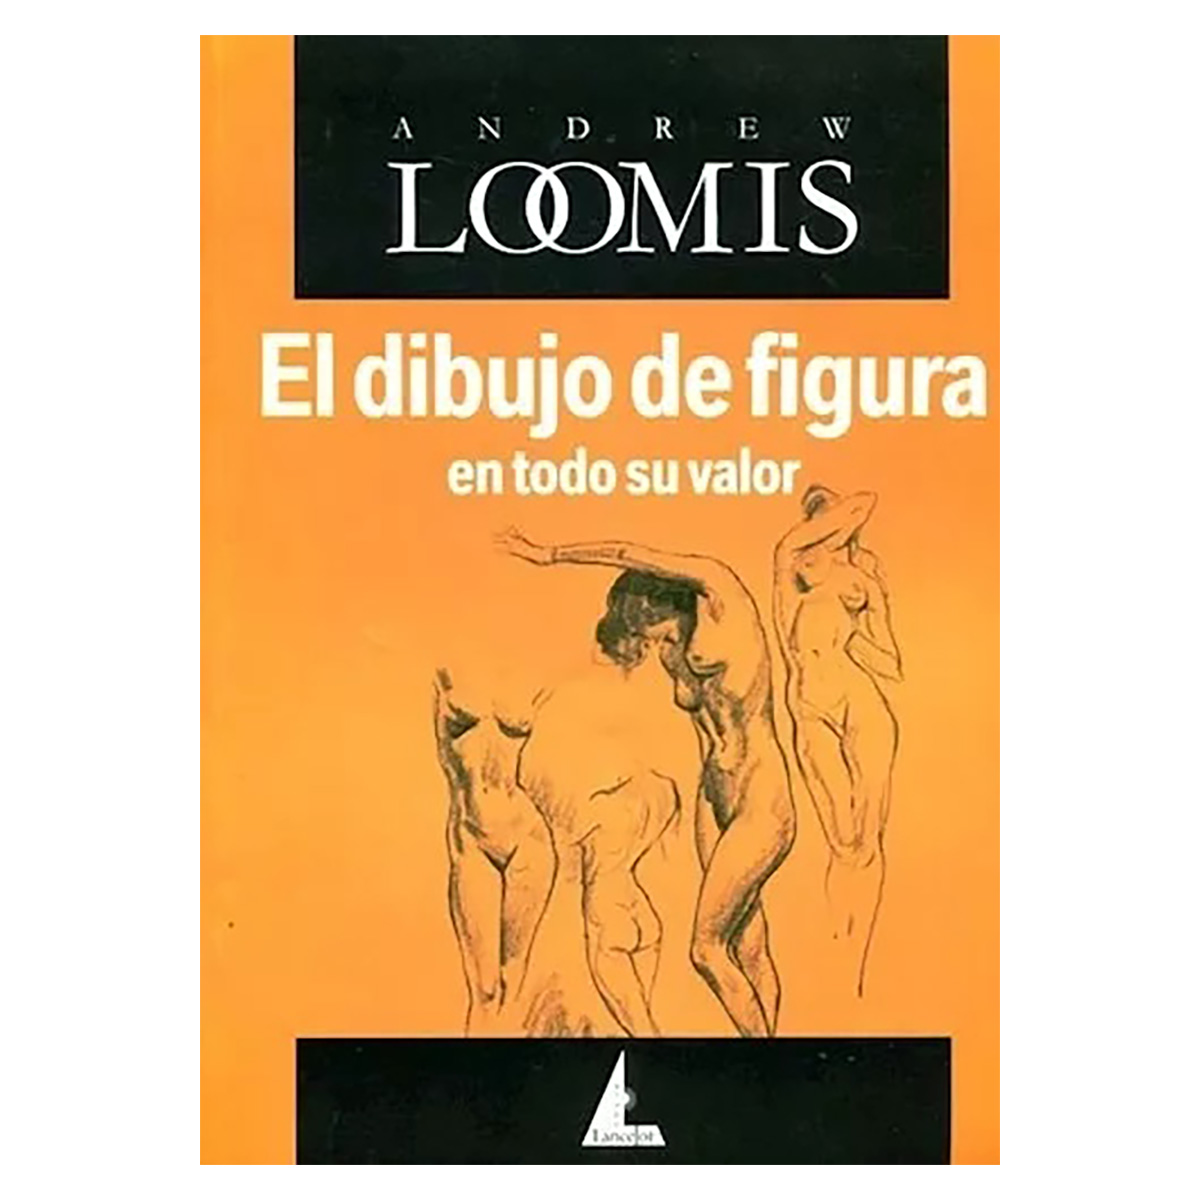 ANDREW
LOOMIS
El dibujo de figura
en todo su valor
Lancelot